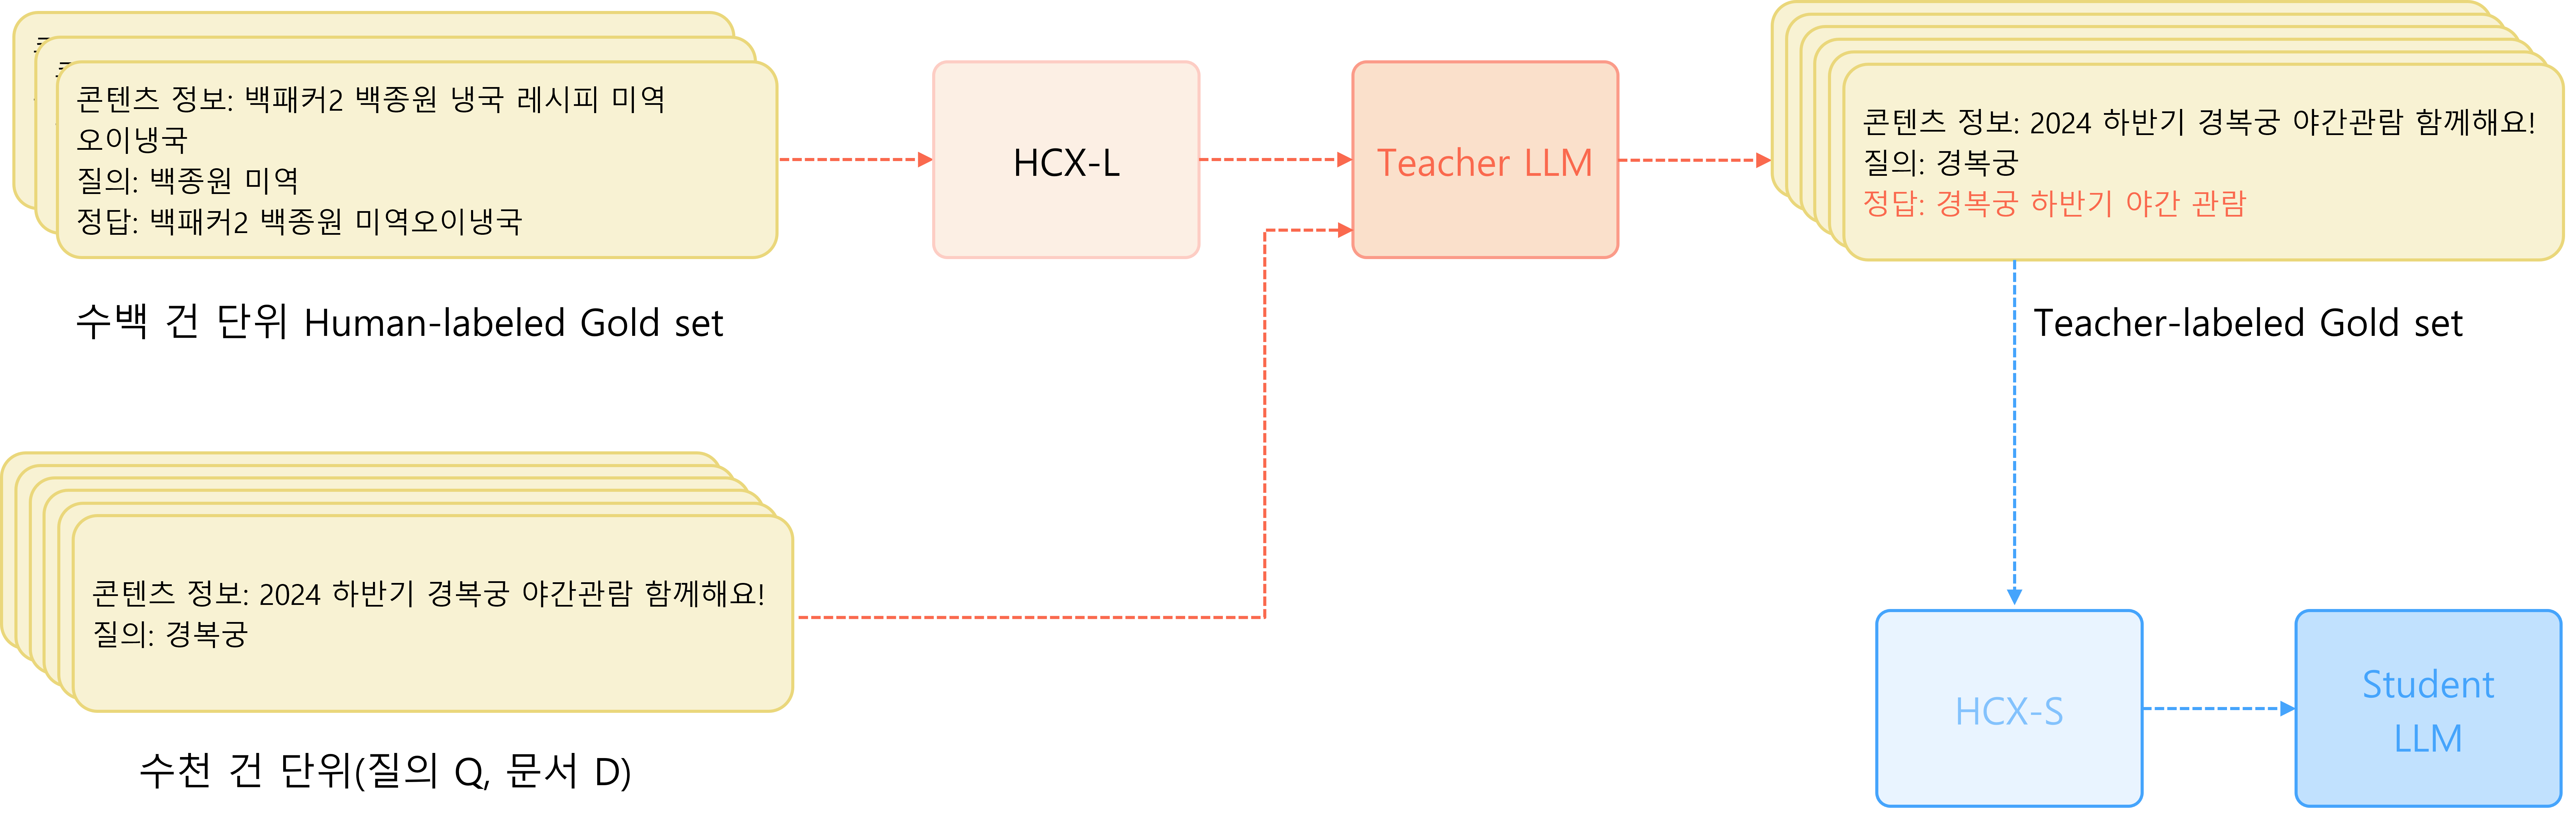 콘텐츠 정보: 백패커2 백종원 냉국 레시피 미역
오이냉국
질의: 백종원 미역
정답: 백패커2 백종원 미역오이냉국
수백 건 단위 Human-labeled Gold set
HCX-L
Teacher LLM
콘텐츠 정보: 2024 하반기 경복궁 야간관람 함께해요!
질의: 경복궁
정답: 경복궁 하반기 야간 관람
Teacher-labeled Gold set
콘텐츠 정보: 2024 하반기 경복궁 야간관람 함께해요!
질의: 경복궁
수천 건 단위(질의 Q, 문서 D)
HCX-S
Student
LLM